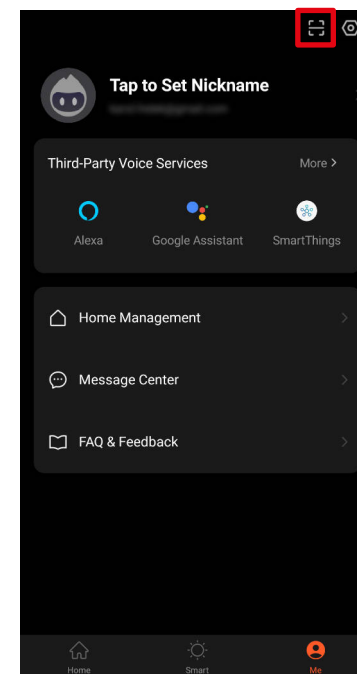 Tap to Set Nickname
Third-Party Voice Services More >
Alexa Google Assistant SmartThings
Home Management
Message Center
FAQ & Feedback
Home Smart Me